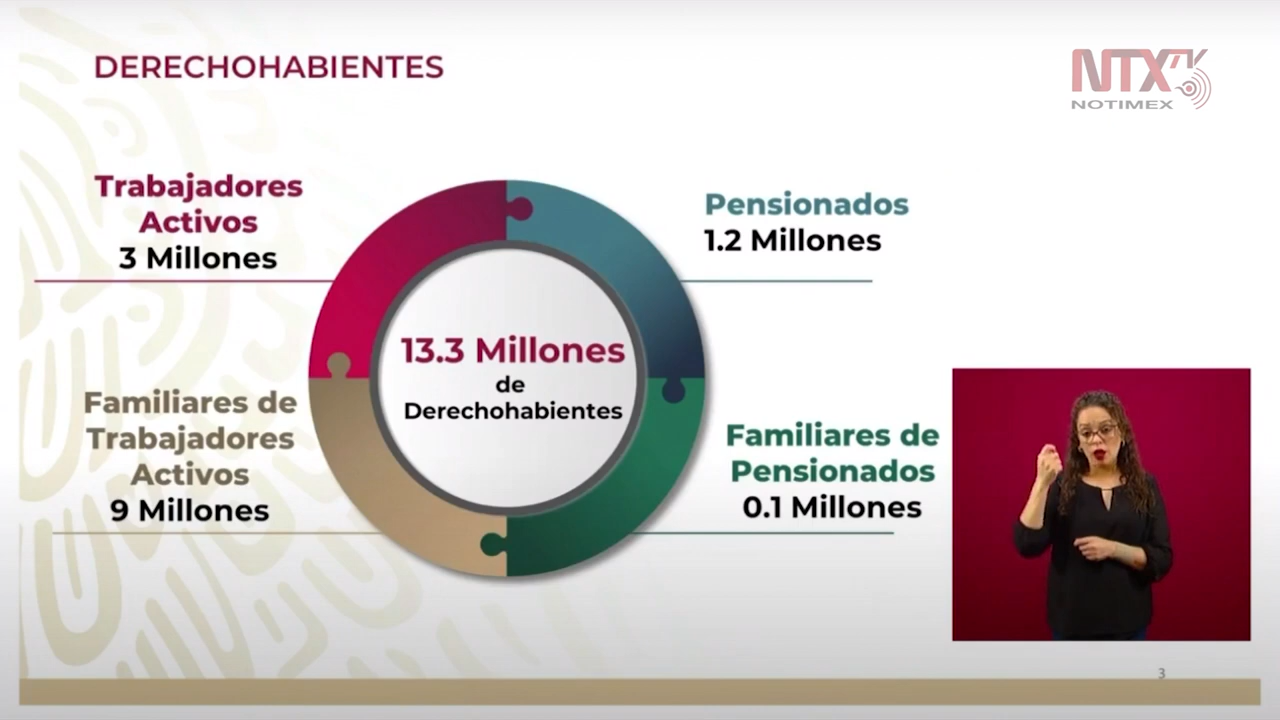 DERECHOHABIENTES
NTX
NOTIMEX
Trabajadores
Activos
3 Millones
Pensionados
1.2 Millones
13.3 Millones
de
Derechohabientes
Familiares de
Trabajadores
Activos
9 Millones
Familiares de
Pensionados
0.1 Millones
3